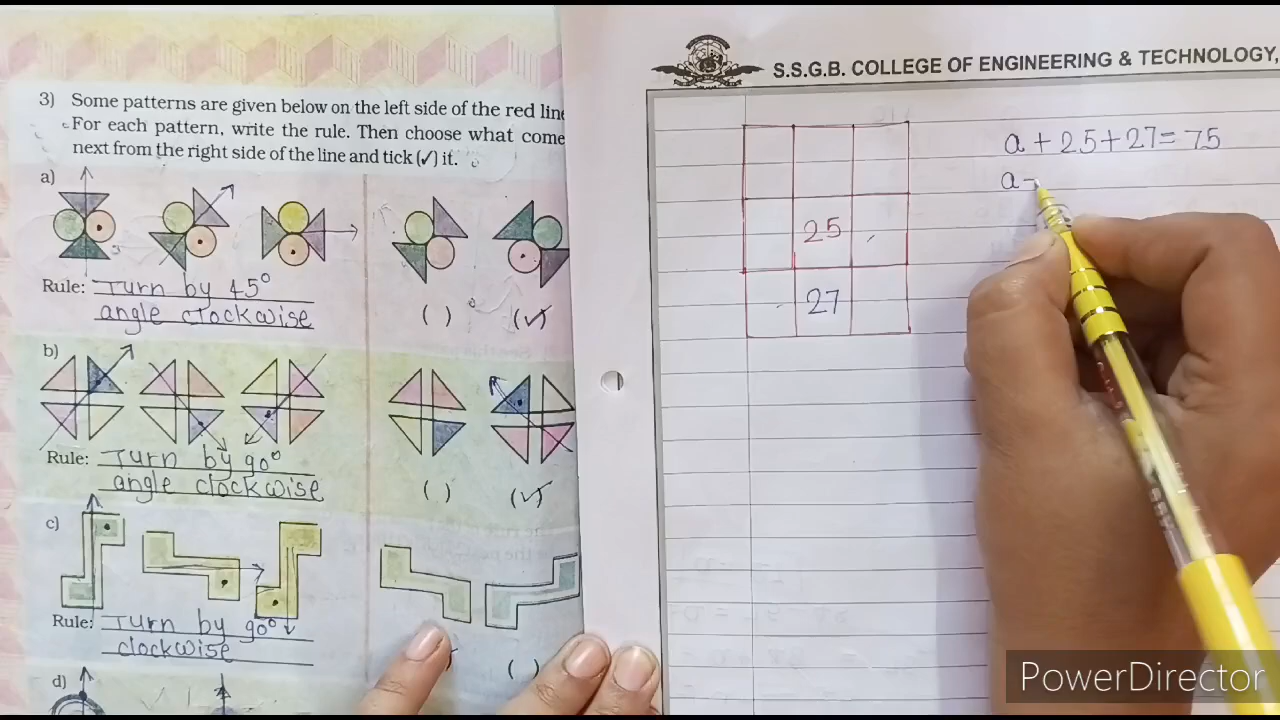 3) Some patterns are given below on the left side of the red line
For each pattern, write the rule. Then choose what come
next from the right side of the line and tick (✓) it.
a)
Rule: Turn by 45°
angle clockwise
( ) (✓)
b)
Rule: Turn by 90°
angle clockwise
( ) (✓)
c)
Rule: Turn by 90°
clockwise
( )
d)
S.S.G.B. COLLEGE OF ENGINEERING & TECHNOLOGY,
25
27
a + 25 + 27 = 75
a
PowerDirector